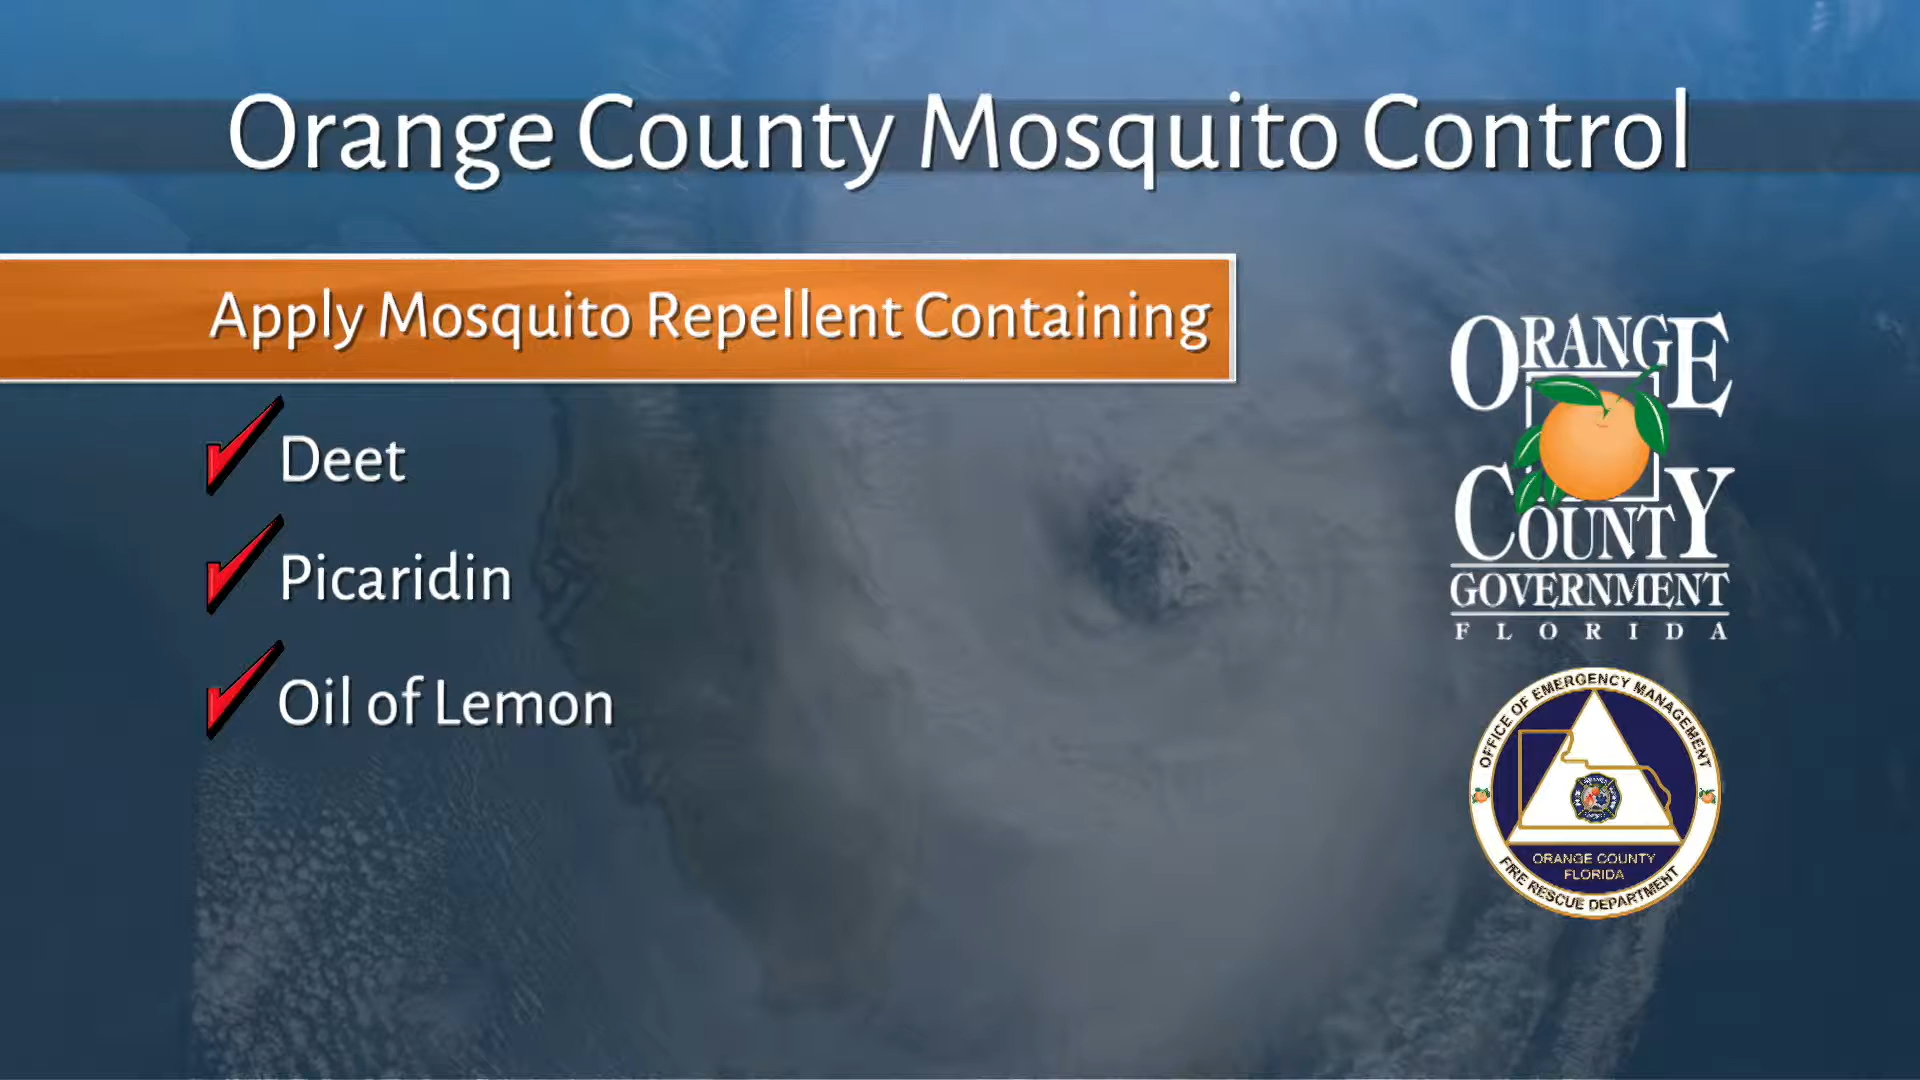 Orange County Mosquito Control
Apply Mosquito Repellent Containing
Deet
Picaridin
Oil of Lemon
ORANGE
COUNTY
GOVERNMENT
FLORIDA
OFFICE OF EMERGENCY MANAGEMENT
ORANGE COUNTY
FLORIDA
FIRE RESCUE DEPARTMENT